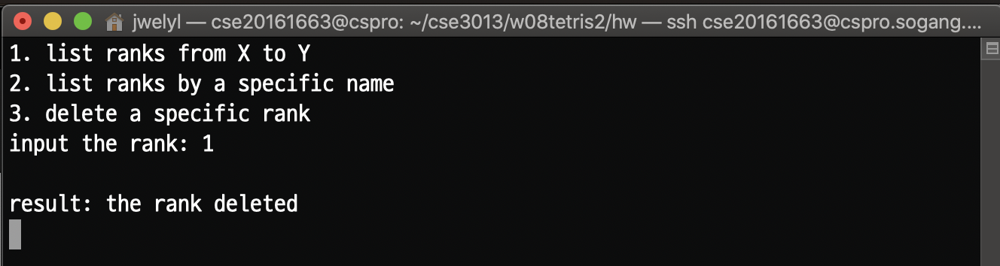 jwelyl — cse20161663@cspro: ~/cse3013/w08tetris2/hw — ssh cse20161663@cspro.sogang....
1. list ranks from X to Y
2. list ranks by a specific name
3. delete a specific rank
input the rank: 1
result: the rank deleted